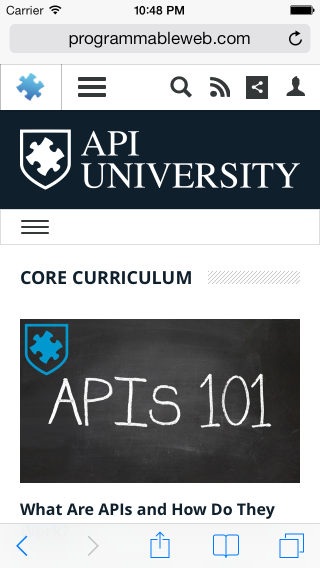 Carrier 10:48 PM
programmableweb.com
API
UNIVERSITY
CORE CURRICULUM
APIs 101
What Are APIs and How Do They